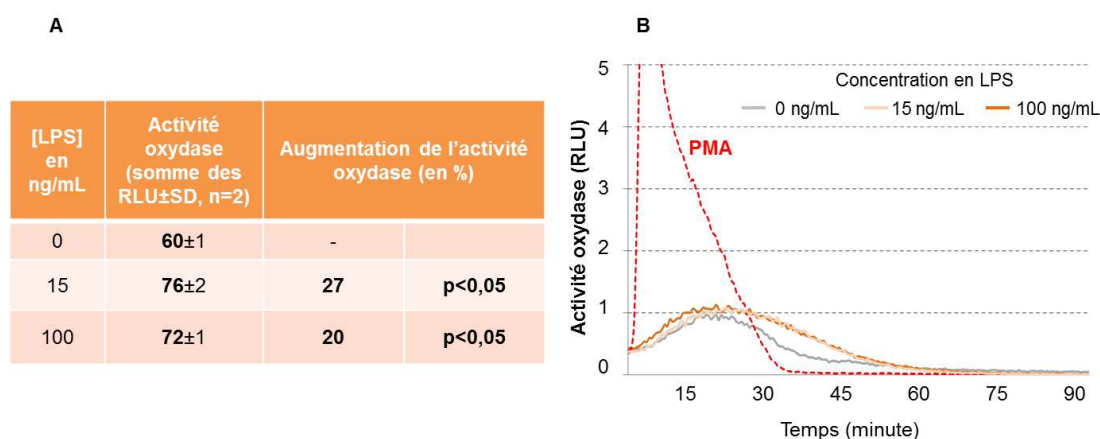 A
[LPS]
en
ng/mL
Activité
oxydase
(somme des
RLU±SD, n=2)
Augmentation de l'activité
oxydase (en %)
0
60±1
-
15
76±2
27
p<0,05
100
72±1
20
p<0,05
B
Activité oxydase (RLU)
5
4
3
2
1
0
Concentration en LPS
0 ng/mL
15 ng/mL
100 ng/mL
PMA
15
30
45
60
75
90
Temps (minute)